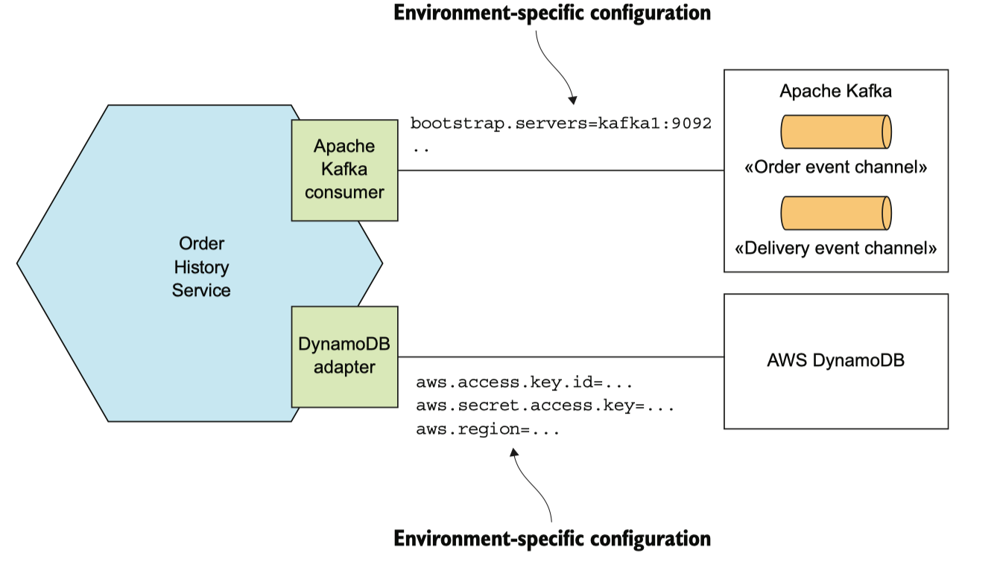 Environment-specific configuration
bootstrap.servers=kafka1:9092
..
Apache
Kafka
consumer
Apache Kafka
«Order event channel»
«Delivery event channel»
Order
History
Service
DynamoDB
adapter
AWS DynamoDB
aws.access.key.id=...
aws.secret.access.key=...
aws.region=...
Environment-specific configuration